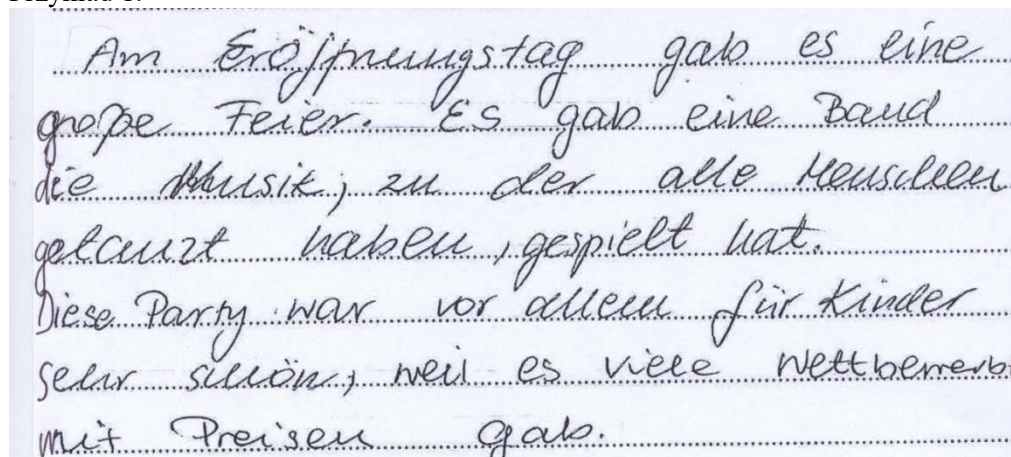 Am Eröffnungstag gab es eine
große Feier. Es gab eine Band
die Musik, zu der alle Menschen
getanzt haben, gespielt hat.
Diese Party war vor allem für Kinder
sehr schön, weil es viele Wettbewerb
mit Preisen gab.